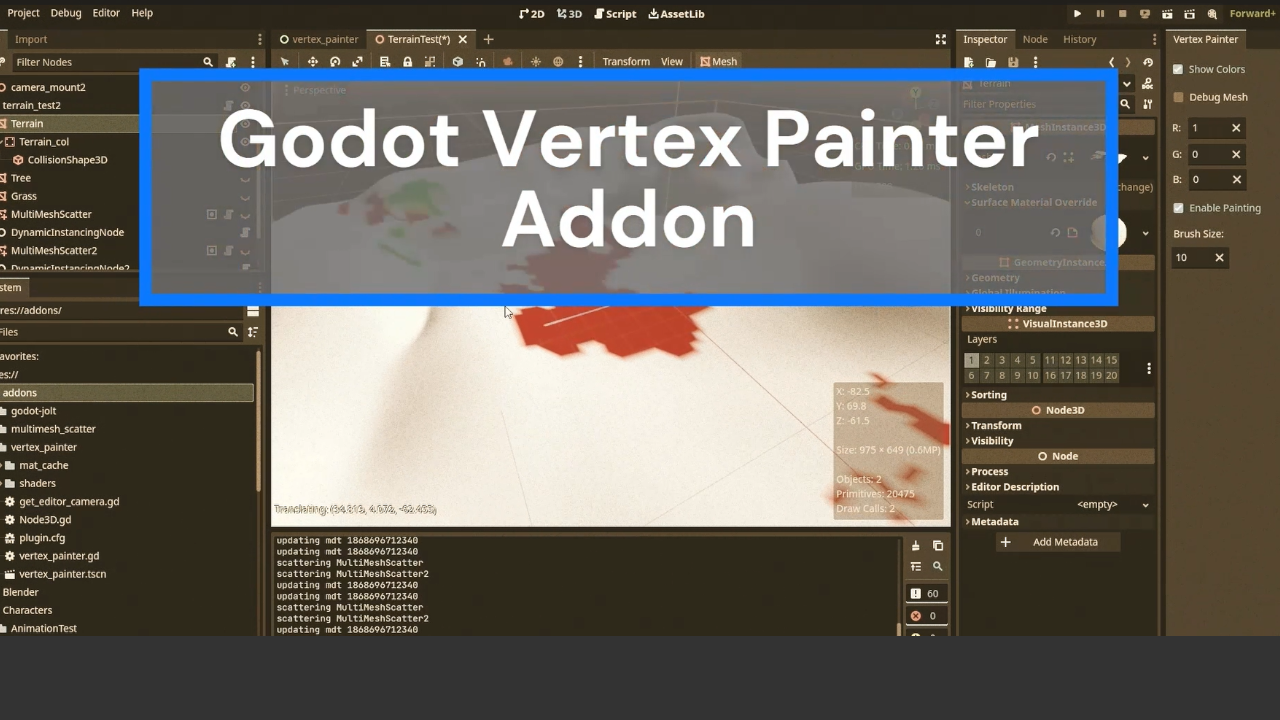 Project Debug Editor Help
2D 3D Script AssetLib
Forward+
Import
Filter Nodes
camera_mount2
terrain_test2
Terrain
Terrain_col
CollisionShape3D
Tree
Grass
MultiMeshScatter
DynamicInstancingNode
MultiMeshScatter2
DynamicInstancingNode2
stem
res://addons/
Files
avorites:
es://
addons
godot-jolt
multimesh_scatter
vertex_painter
mat_cache
shaders
get_editor_camera.gd
Node3D.gd
plugin.cfg
vertex_painter.gd
vertex_painter.tscn
Blender
Characters
AnimationTest
vertex_painter TerrainTest(*)
Transform View Mesh
Perspective
Godot Vertex Painter
Addon
X: -82.5
Y: 69.8
Z: -61.5
Size: 975 × 649 (0.6MP)
Objects: 2
Primitives: 20475
Draw Calls: 2
updating mdt 1868696712340
updating mdt 1868696712340
scattering MultiMeshScatter
scattering MultiMeshScatter2
updating mdt 1868696712340
updating mdt 1868696712340
scattering MultiMeshScatter
scattering MultiMeshScatter2
updating mdt 1868696712340
60
0
Inspector Node History
Terrain
Filter Properties
MeshInstance3D
Skeleton change)
Surface Material Override
0
GeometryInstance
Geometry
Global Illumination
Visibility Range
VisualInstance3D
Layers
1 2 3 4 5 11 12 13 14 15
6 7 8 9 10 16 17 18 19 20
Sorting
Node3D
Transform
Visibility
Node
Process
Editor Description
Script <empty>
Metadata
Add Metadata
Vertex Painter
Show Colors
Debug Mesh
R: 1
G: 0
B: 0
Enable Painting
Brush Size:
10